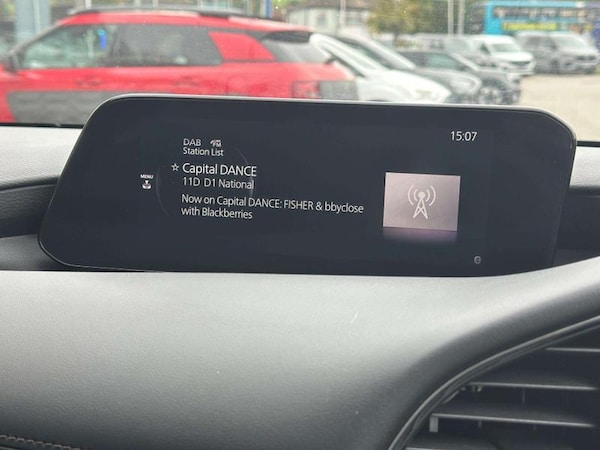 DAB
15:07
Station List
☆ Capital DANCE
MENU
11D D1 National
Now on Capital DANCE: FISHER & bbyclose
with Blackberries